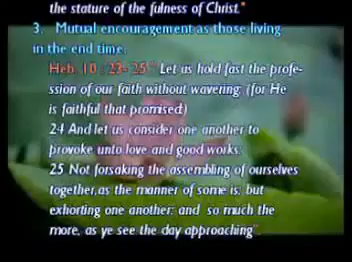 the stature of the fulness of Christ."
3. Mutual encouragement as those living
in the end time.
Heb. 10 : 23- 25 "Let us hold fast the profe-
ssion of our faith without wavering; (for He
is faithful that promised;)
24 And let us consider one another to
provoke unto love and good works:
25 Not forsaking the assembling of ourselves
together,as the manner of some is; but
exhorting one another: and so much the
more, as ye see the day approaching".